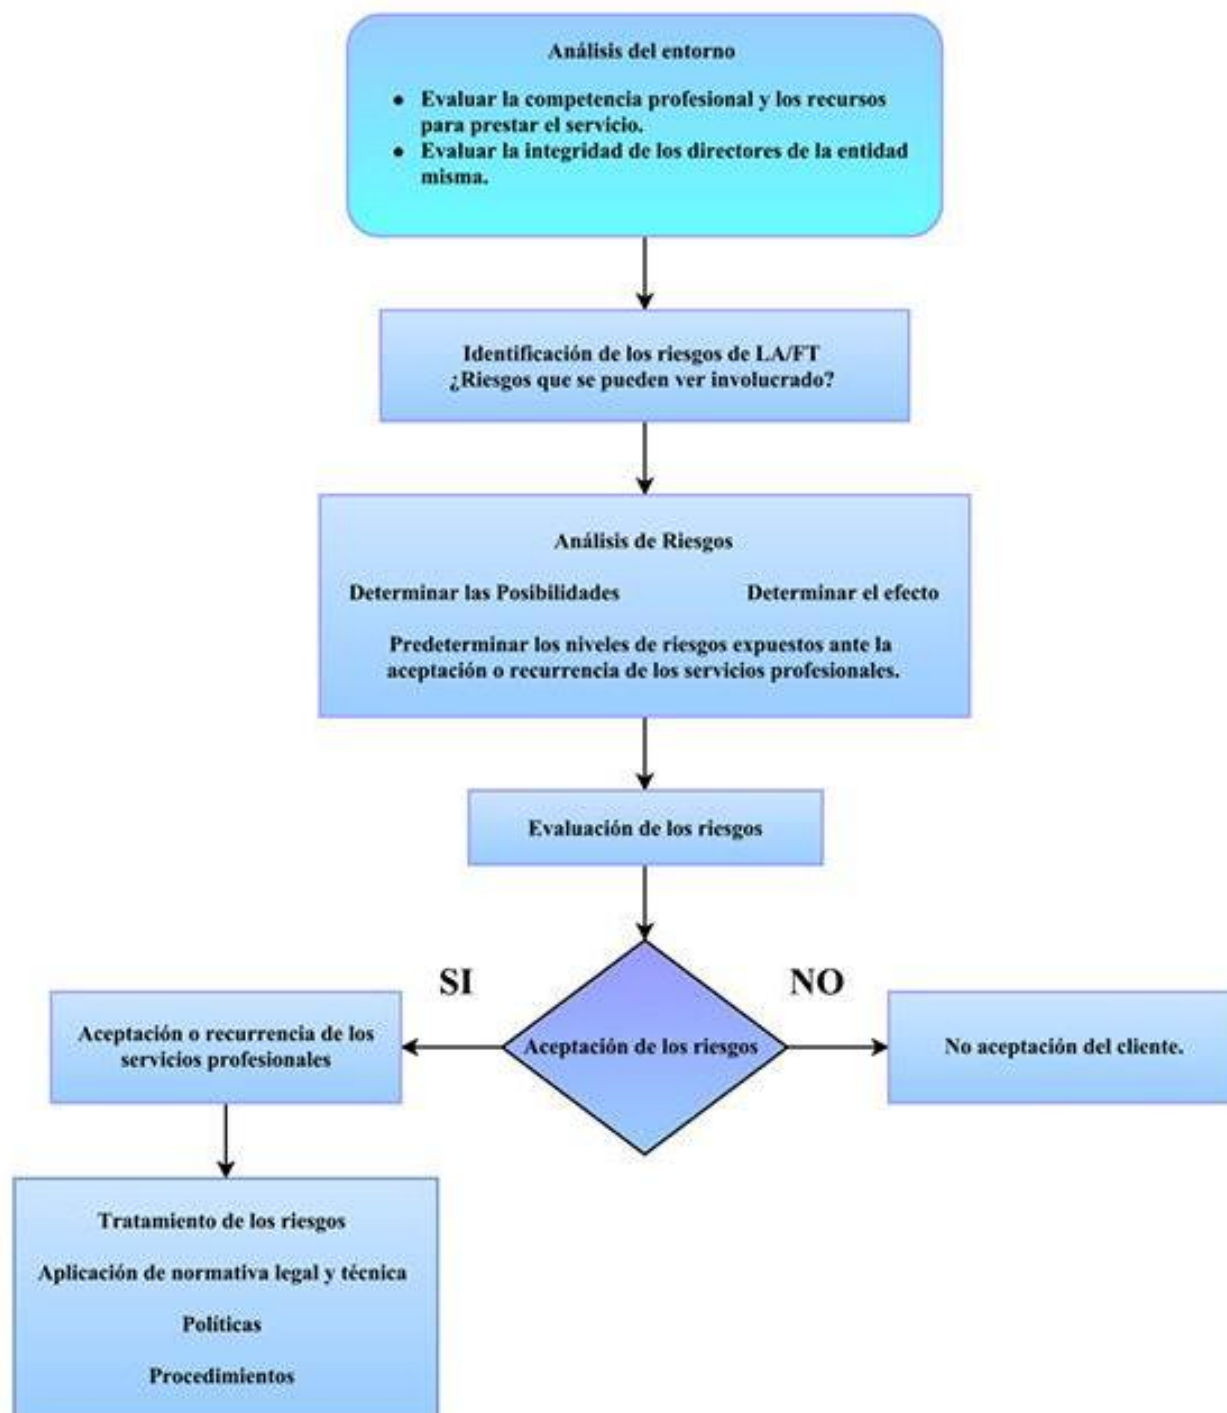 Análisis del entorno
● Evaluar la competencia profesional y los recursos
para prestar el servicio.
● Evaluar la integridad de los directores de la entidad
misma.
Identificación de los riesgos de LA/FT
¿Riesgos que se pueden ver involucrado?
Análisis de Riesgos
Determinar las Posibilidades
Determinar el efecto
Predeterminar los niveles de riesgos expuestos ante la
aceptación o recurrencia de los servicios profesionales.
Evaluación de los riesgos
SI
NO
Aceptación o recurrencia de los
servicios profesionales
Aceptación de los riesgos
No aceptación del cliente.
Tratamiento de los riesgos
Aplicación de normativa legal y técnica
Políticas
Procedimientos